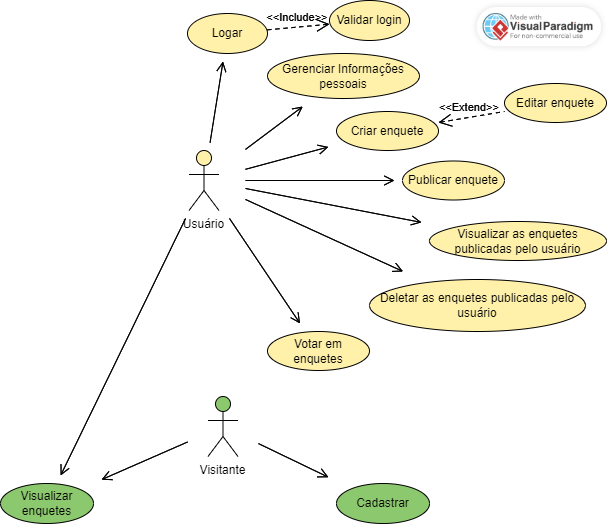 Made with
VisualParadigm
For non-commercial use
<<Include>>
Validar login
Logar
Gerenciar Informações
pessoais
<<Extend>>
Editar enquete
Criar enquete
Publicar enquete
Usuário
Visualizar as enquetes
publicadas pelo usuário
Deletar as enquetes publicadas pelo
usuário
Votar em
enquetes
Visitante
Visualizar
enquetes
Cadastrar